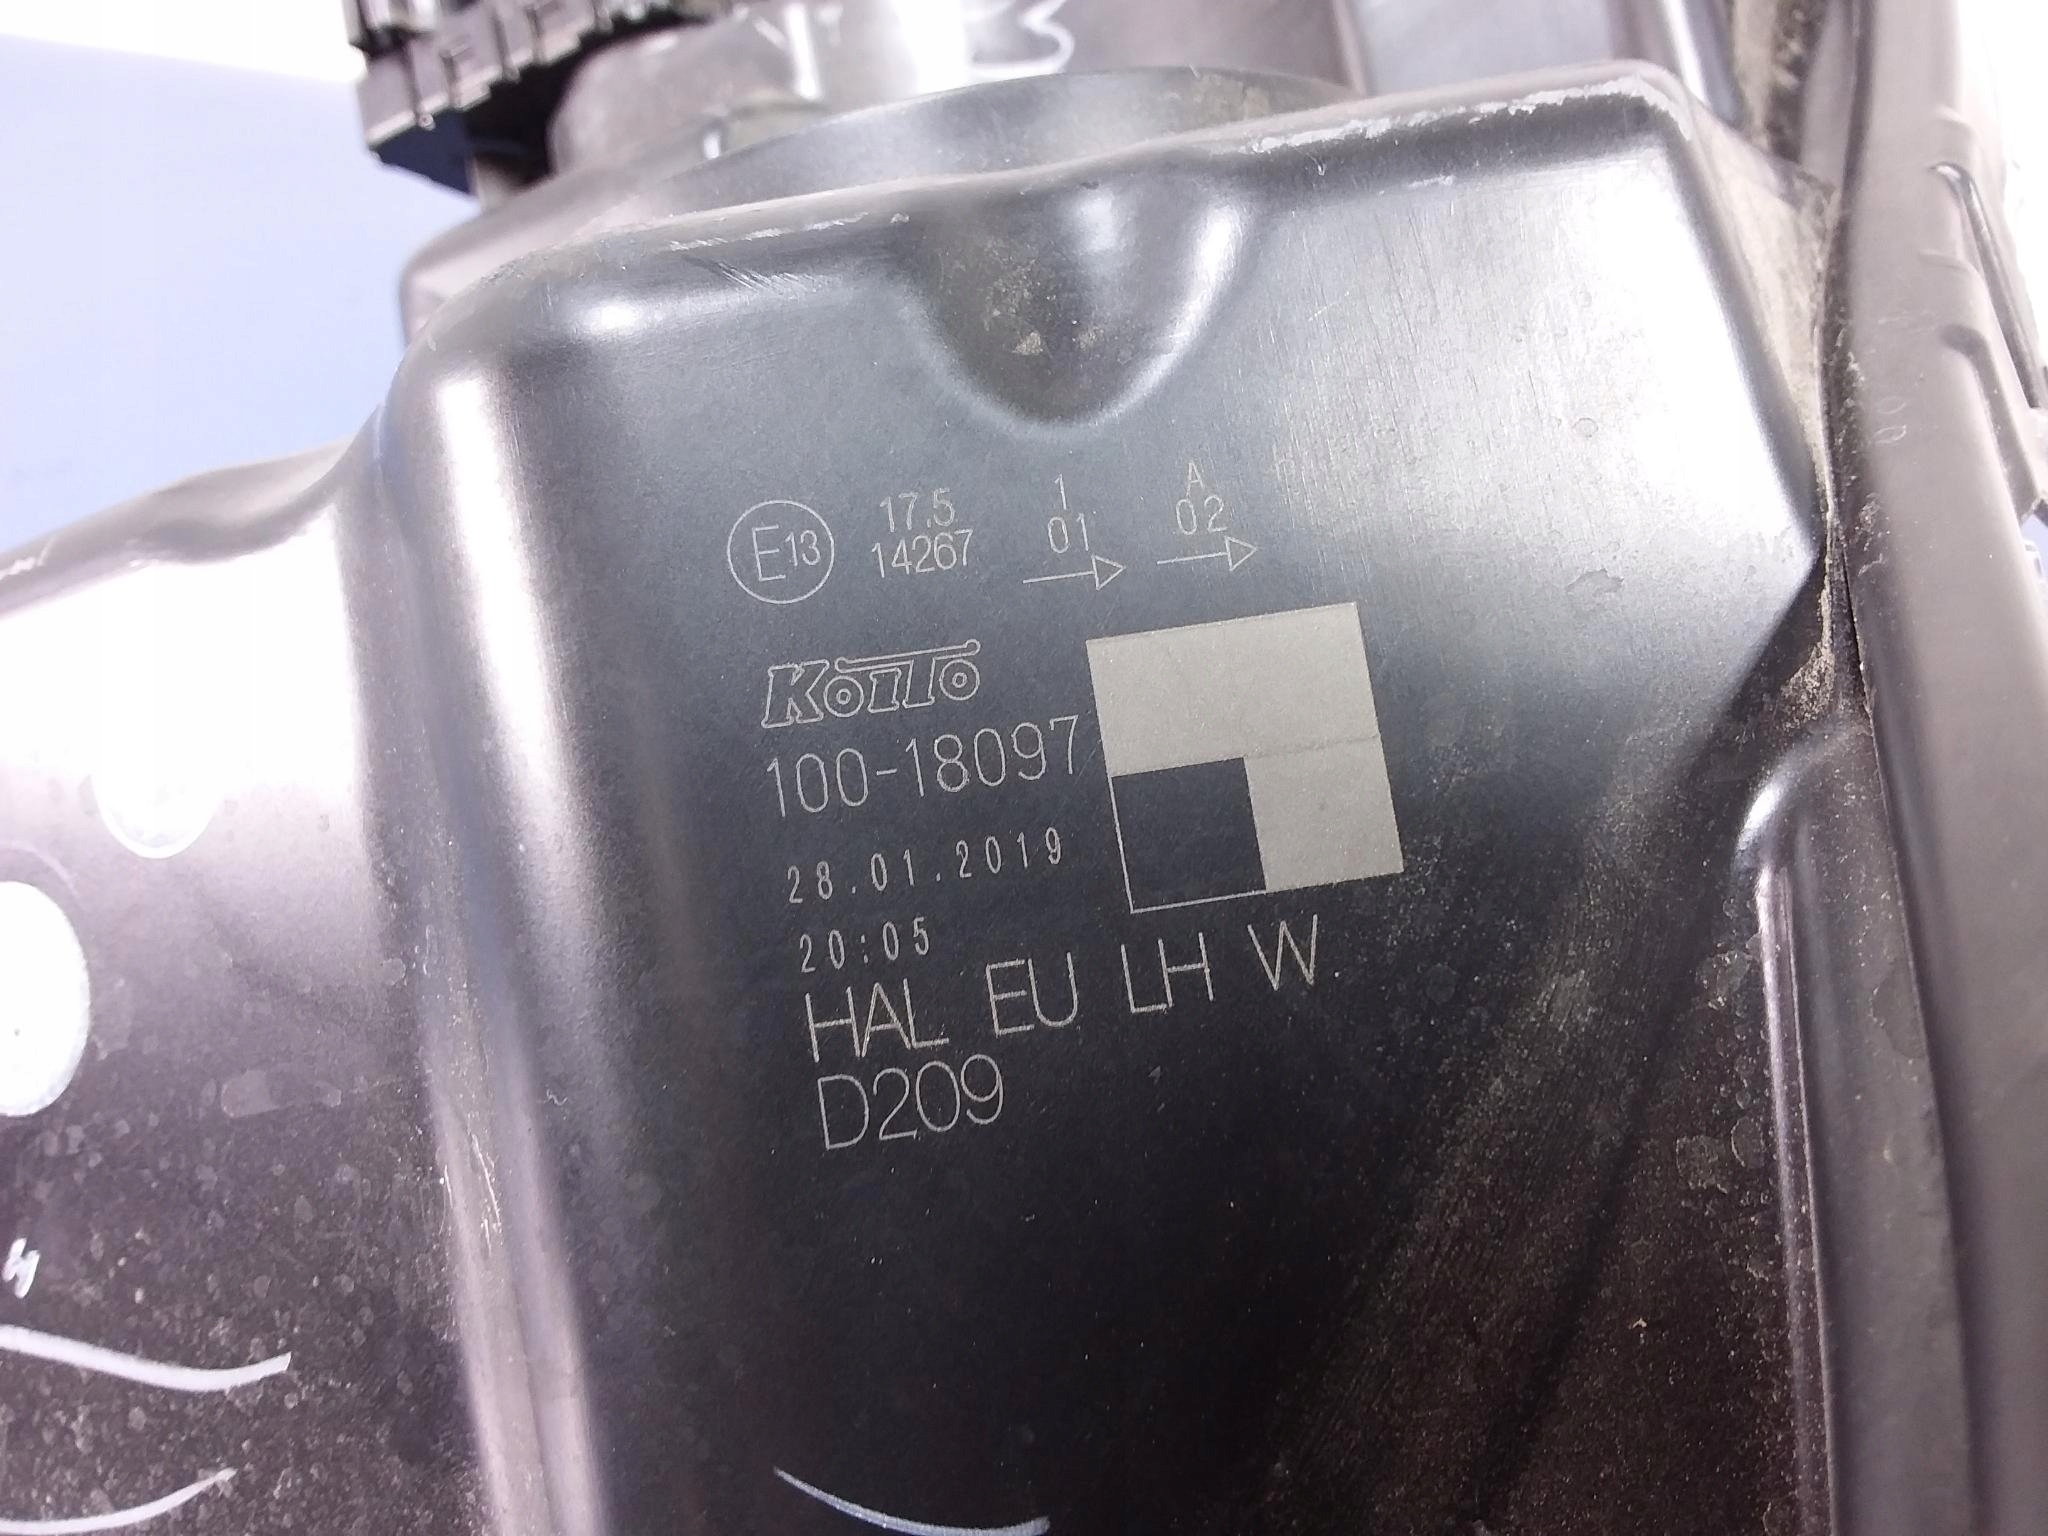 E13 17.5 1 A
14267 01 02
KOITO
100-18097
28.01.2019
20:05
HAL EU LH W
D209